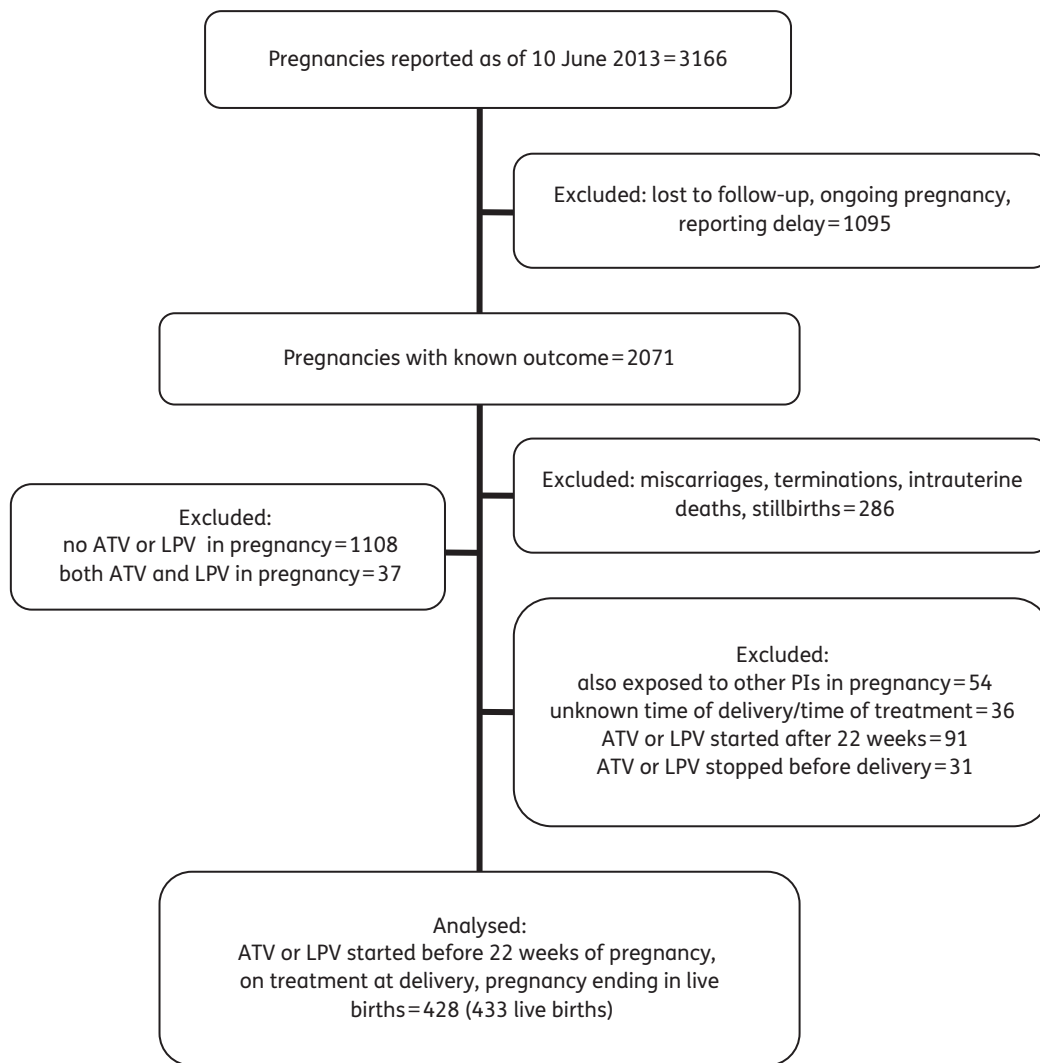 Pregnancies reported as of 10 June 2013=3166
Excluded: lost to follow-up, ongoing pregnancy,
reporting delay=1095
Pregnancies with known outcome=2071
Excluded: miscarriages, terminations, intrauterine
deaths, stillbirths=286
Excluded:
no ATV or LPV in pregnancy=1108
both ATV and LPV in pregnancy=37
Excluded:
also exposed to other PIs in pregnancy=54
unknown time of delivery/time of treatment=36
ATV or LPV started after 22 weeks=91
ATV or LPV stopped before delivery=31
Analysed:
ATV or LPV started before 22 weeks of pregnancy,
on treatment at delivery, pregnancy ending in live
births=428 (433 live births)